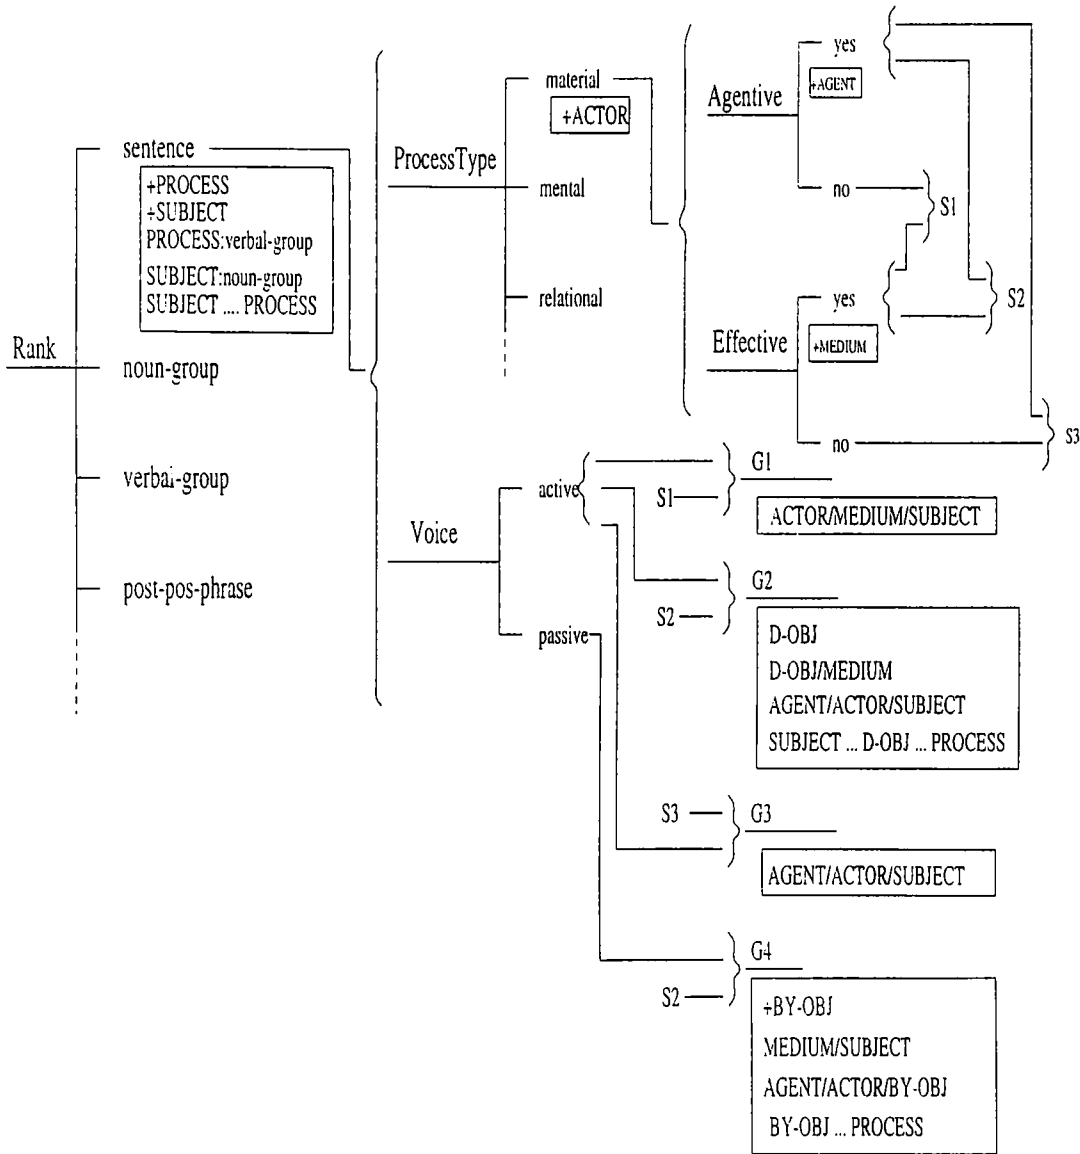 Rank
sentence
+PROCESS
+SUBJECT
PROCESS:verbal-group
SUBJECT:noun-group
SUBJECT .... PROCESS
noun-group
verbal-group
post-pos-phrase
ProcessType
material
+ACTOR
mental
relational
Agentive
yes
+AGENT
no
S1
Effective
yes
+MEDIUM
no
S2
S3
Voice
active
passive
G1
S1
ACTOR/MEDIUM/SUBJECT
G2
S2
D-OBJ
D-OBJ/MEDIUM
AGENT/ACTOR/SUBJECT
SUBJECT ... D-OBJ ... PROCESS
S3
G3
AGENT/ACTOR/SUBJECT
G4
S2
+BY-OBJ
MEDIUM/SUBJECT
AGENT/ACTOR/BY-OBJ
BY-OBJ ... PROCESS